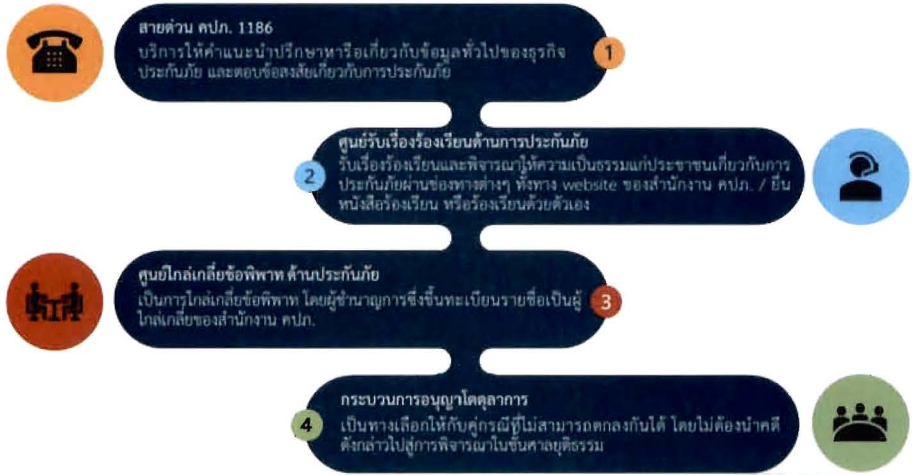 สายด่วน คปภ. 1186
บริการให้คำแนะนำปรึกษาหารือเกี่ยวกับข้อมูลทั่วไปของธุรกิจ
ประกันภัย และตอบข้อสงสัยเกี่ยวกับการประกันภัย
1
ศูนย์รับเรื่องร้องเรียนด้านการประกันภัย
รับเรื่องร้องเรียนและพิจารณาให้ความเป็นธรรมแก่ประชาชนเกี่ยวกับการ
2
ประกันภัยผ่านช่องทางต่างๆ ทั้งทาง website ของสำนักงาน คปภ. / ยื่น
หนังสือร้องเรียน หรือร้องเรียนด้วยตัวเอง
ศูนย์ไกล่เกลี่ยข้อพิพาท ด้านประกันภัย
เป็นการไกล่เกลี่ยข้อพิพาท โดยผู้ชำนาญการซึ่งขึ้นทะเบียนรายชื่อเป็นผู้
3
ไกล่เกลี่ยของสำนักงาน คปภ.
กระบวนการอนุญาโตตุลาการ
4
เป็นทางเลือกให้กับคู่กรณีที่ไม่สามารถตกลงกันได้ โดยไม่ต้องนำคดี
ดังกล่าวไปสู่การพิจารณาในชั้นศาลยุติธรรม